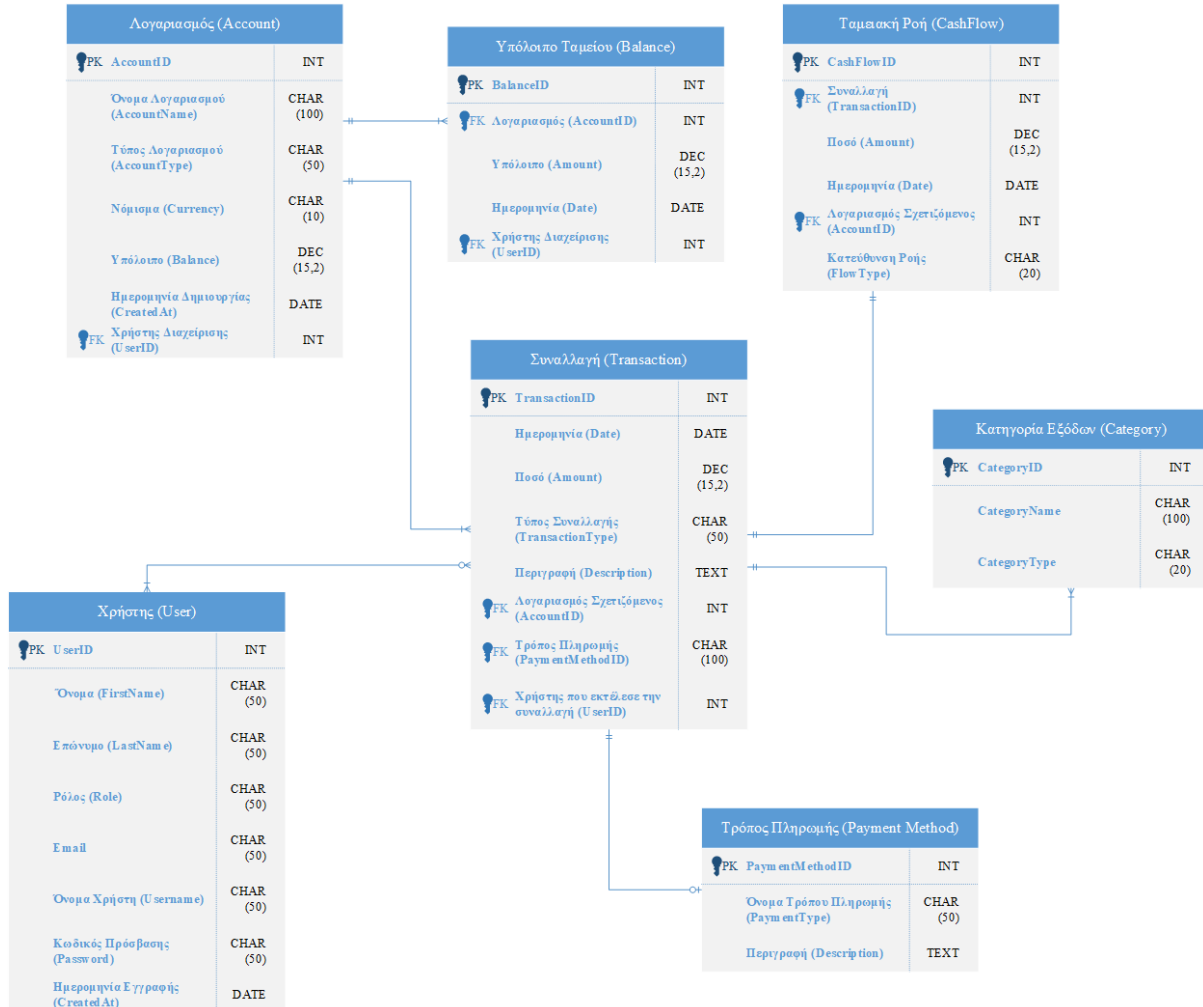 Λογαριασμός (Account)
PK AccountID INT
Όνομα Λογαριασμού
(AccountName)
CHAR
(100)
Τύπος Λογαριασμού
(AccountType)
CHAR
(50)
Νόμισμα (Currency)
CHAR
(10)
Υπόλοιπο (Balance)
DEC
(15,2)
Ημερομηνία Δημιουργίας
(CreatedAt)
DATE
FK Χρήστης Διαχείρισης
(UserID)
INT
Υπόλοιπο Ταμείου (Balance)
PK BalanceID INT
FK Λογαριασμός (AccountID) INT
Υπόλοιπο (Amount)
DEC
(15,2)
Ημερομηνία (Date) DATE
FK Χρήστης Διαχείρισης
(UserID)
INT
Ταμειακή Ροή (CashFlow)
PK CashFlowID INT
FK Συναλλαγή
(TransactionID)
INT
Ποσό (Amount)
DEC
(15,2)
Ημερομηνία (Date) DATE
FK Λογαριασμός Σχετιζόμενος
(AccountID)
INT
Κατεύθυνση Ροής
(FlowType)
CHAR
(20)
Συναλλαγή (Transaction)
PK TransactionID INT
Ημερομηνία (Date) DATE
Ποσό (Amount)
DEC
(15,2)
Τύπος Συναλλαγής
(TransactionType)
CHAR
(50)
Περιγραφή (Description) TEXT
FK Λογαριασμός Σχετιζόμενος
(AccountID)
INT
FK Τρόπος Πληρωμής
(PaymentMethodID)
CHAR
(100)
FK Χρήστης που εκτέλεσε την
συναλλαγή (UserID)
INT
Κατηγορία Εξόδων (Category)
PK CategoryID INT
CategoryName
CHAR
(100)
CategoryType
CHAR
(20)
Χρήστης (User)
PK UserID INT
Όνομα (FirstName)
CHAR
(50)
Επώνυμο (LastName)
CHAR
(50)
Ρόλος (Role)
CHAR
(50)
Email
CHAR
(50)
Όνομα Χρήστη (Username)
CHAR
(50)
Κωδικός Πρόσβασης
(Password)
CHAR
(50)
Ημερομηνία Εγγραφής
(CreatedAt)
DATE
Τρόπος Πληρωμής (Payment Method)
PK PaymentMethodID INT
Όνομα Τρόπου Πληρωμής
(PaymentType)
CHAR
(50)
Περιγραφή (Description) TEXT